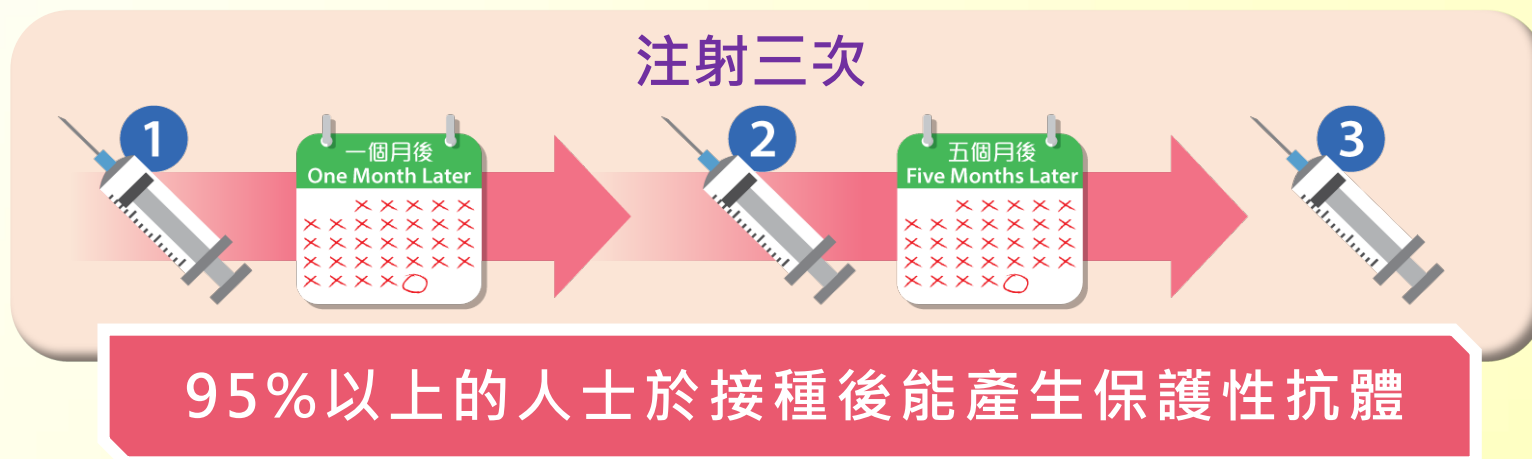 注射三次
1
一個月後
One Month Later
2
五個月後
Five Months Later
3
95%以上的人士於接種後能產生保護性抗體